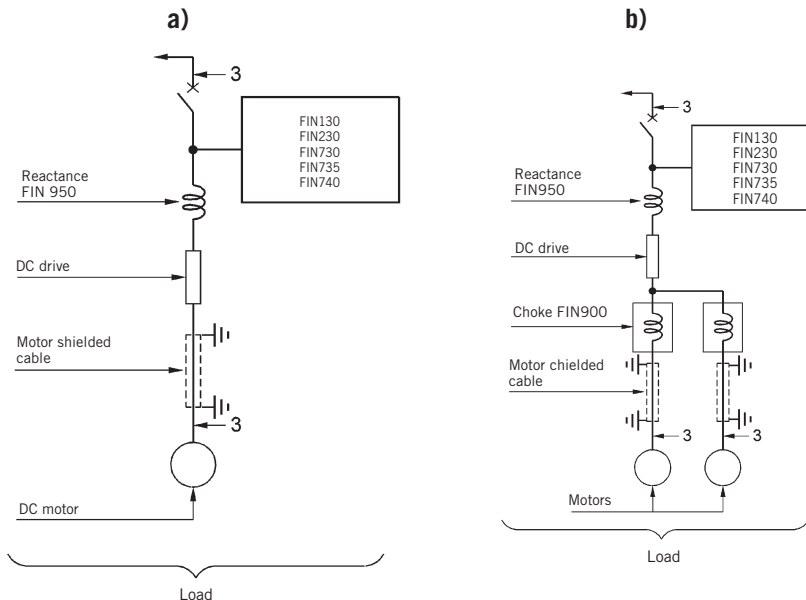 a)
3
FIN130
FIN230
FIN730
FIN735
FIN740
Reactance
FIN 950
DC drive
Motor shielded
cable
3
DC motor
Load
b)
3
FIN130
FIN230
FIN730
FIN735
FIN740
Reactance
FIN950
DC drive
Choke FIN900
Motor chielded
cable
3
3
Motors
Load